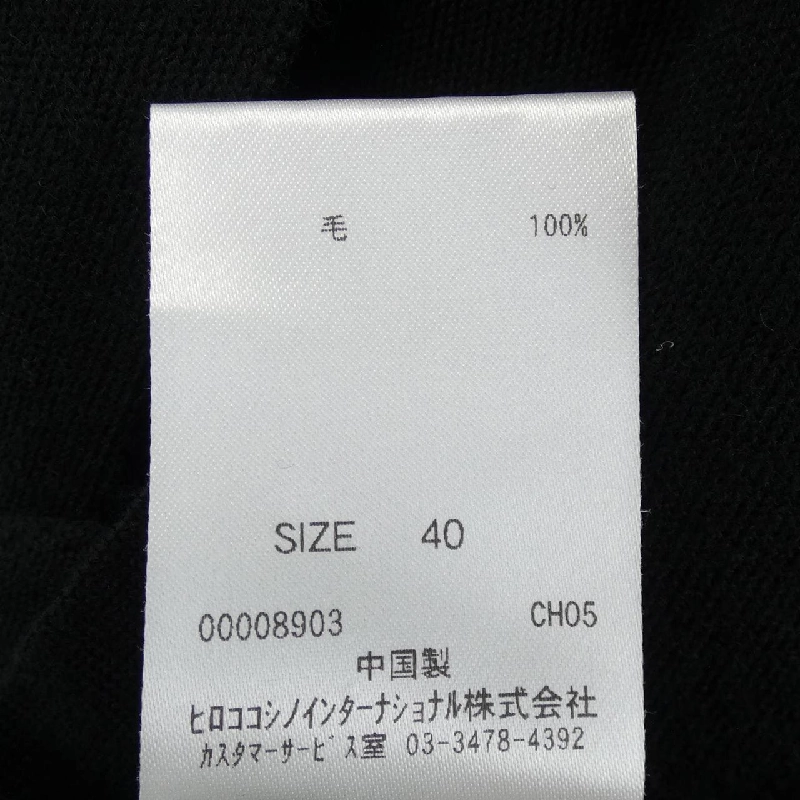 毛 100%
SIZE 40
00008903 CH05
中国製
ﾋﾛｺｺｼﾉｲﾝﾀｰﾅｼｮﾅﾙ株式会社
ｶｽﾀﾏｰｻｰﾋﾞｽ室 03-3478-4392